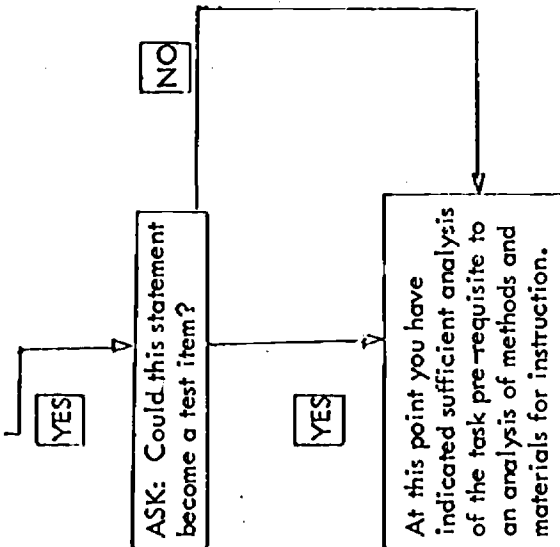 YES
ASK: Could this statement
become a test item?
NO
YES
At this point you have
indicated sufficient analysis
of the task pre-requisite to
an analysis of methods and
materials for instruction.